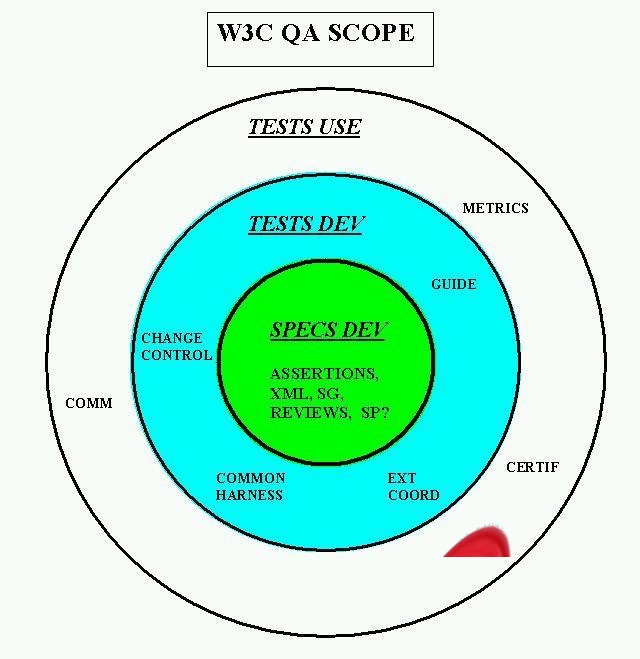 W3C QA SCOPE
TESTS USE
METRICS
TESTS DEV
GUIDE
SPECS DEV
CHANGE
CONTROL
ASSERTIONS,
XML, SG,
REVIEWS, SP?
COMM
CERTIF
COMMON
HARNESS
EXT
COORD